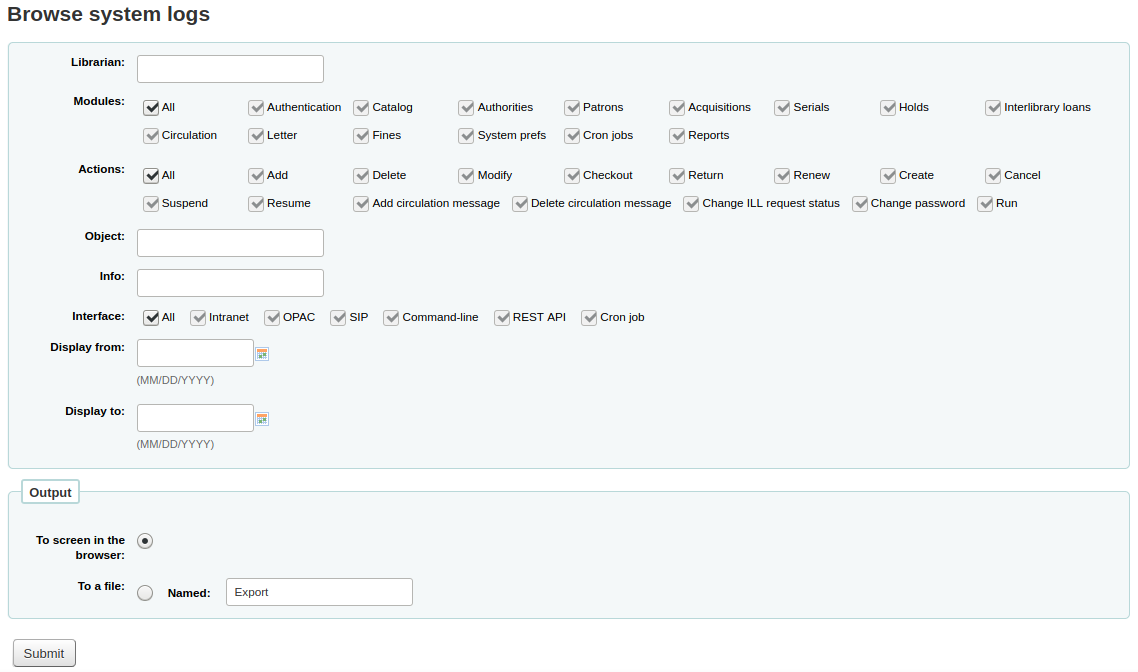 Browse system logs
Librarian:
Modules: All Authentication Catalog Authorities Patrons Acquisitions Serials Holds Interlibrary loans
Circulation Letter Fines System prefs Cron jobs Reports
Actions: All Add Delete Modify Checkout Return Renew Create Cancel
Suspend Resume Add circulation message Delete circulation message Change ILL request status Change password Run
Object:
Info:
Interface: All Intranet OPAC SIP Command-line REST API Cron job
Display from:
(MM/DD/YYYY)
Display to:
(MM/DD/YYYY)
Output
To screen in the
browser:
To a file: Named: Export
Submit